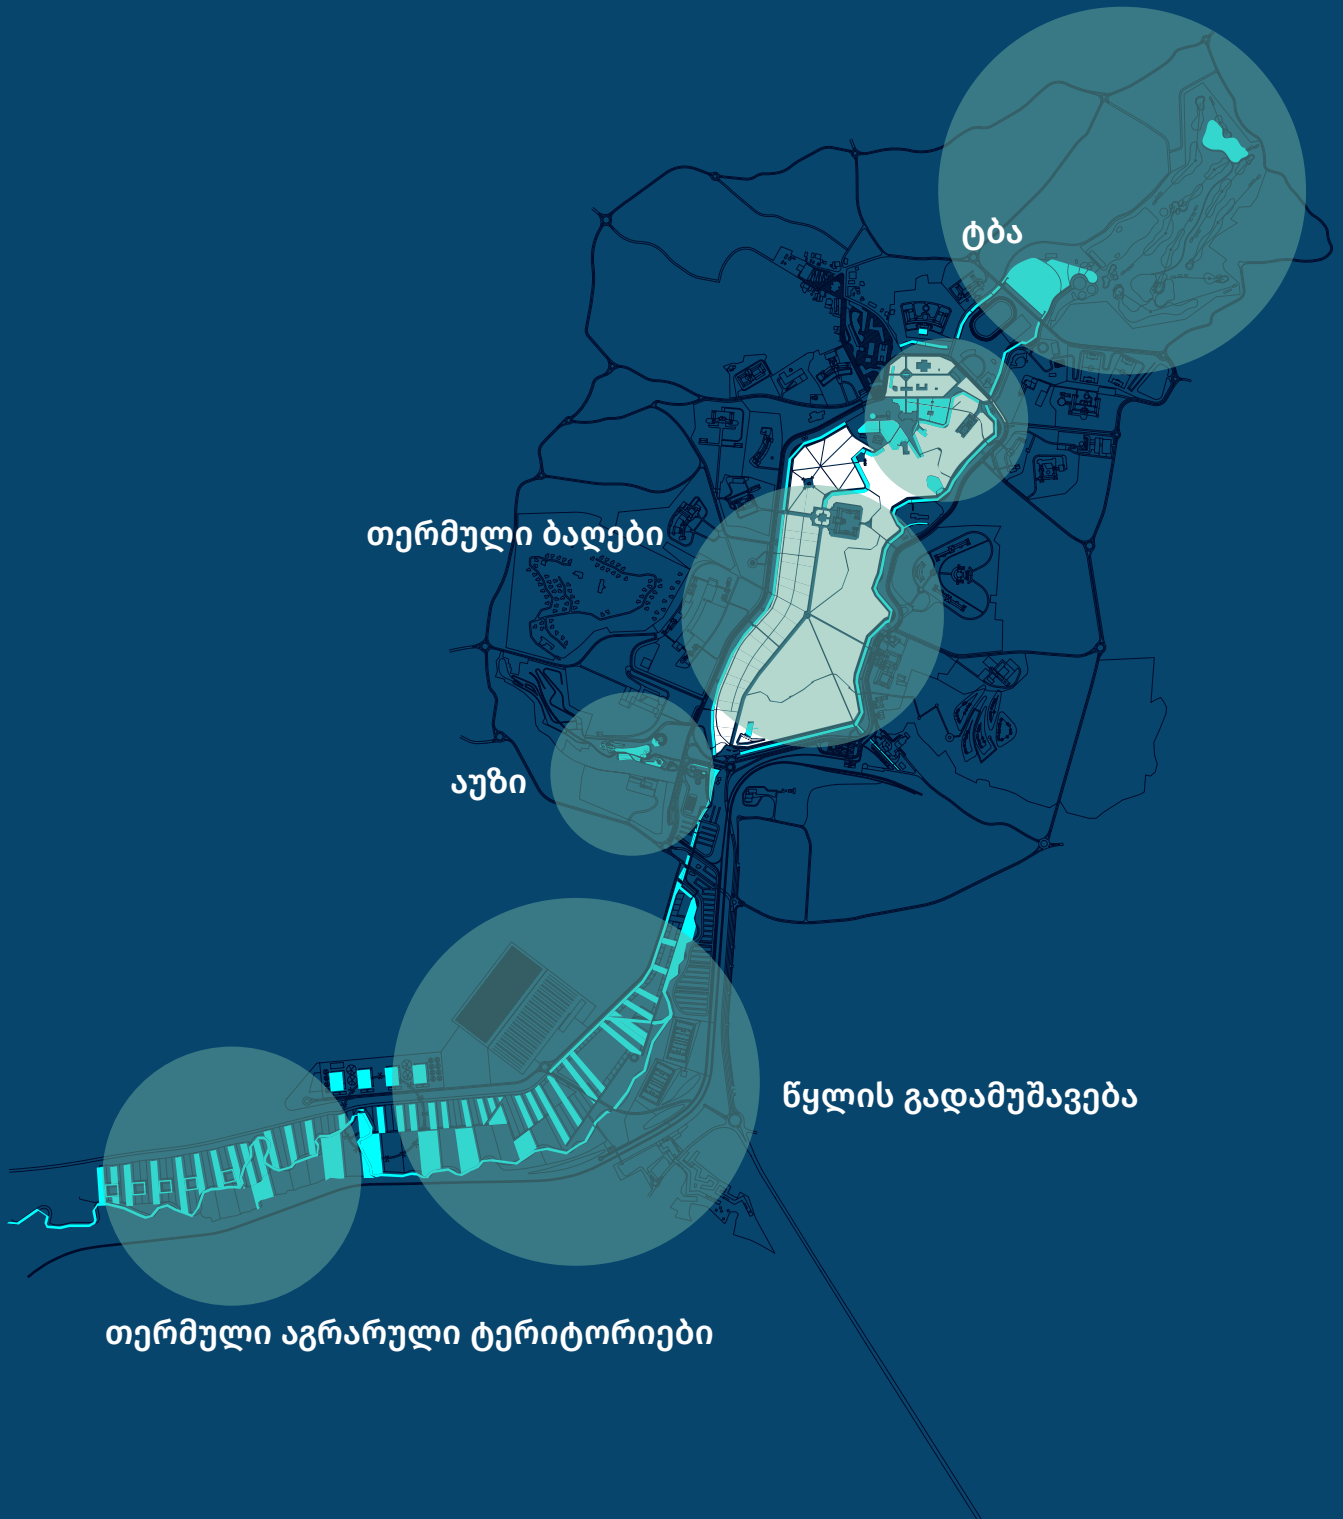 ტბა
თერმული ბაღები
აუზი
წყლის გადამუშავება
თერმული აგრარული ტერიტორიები